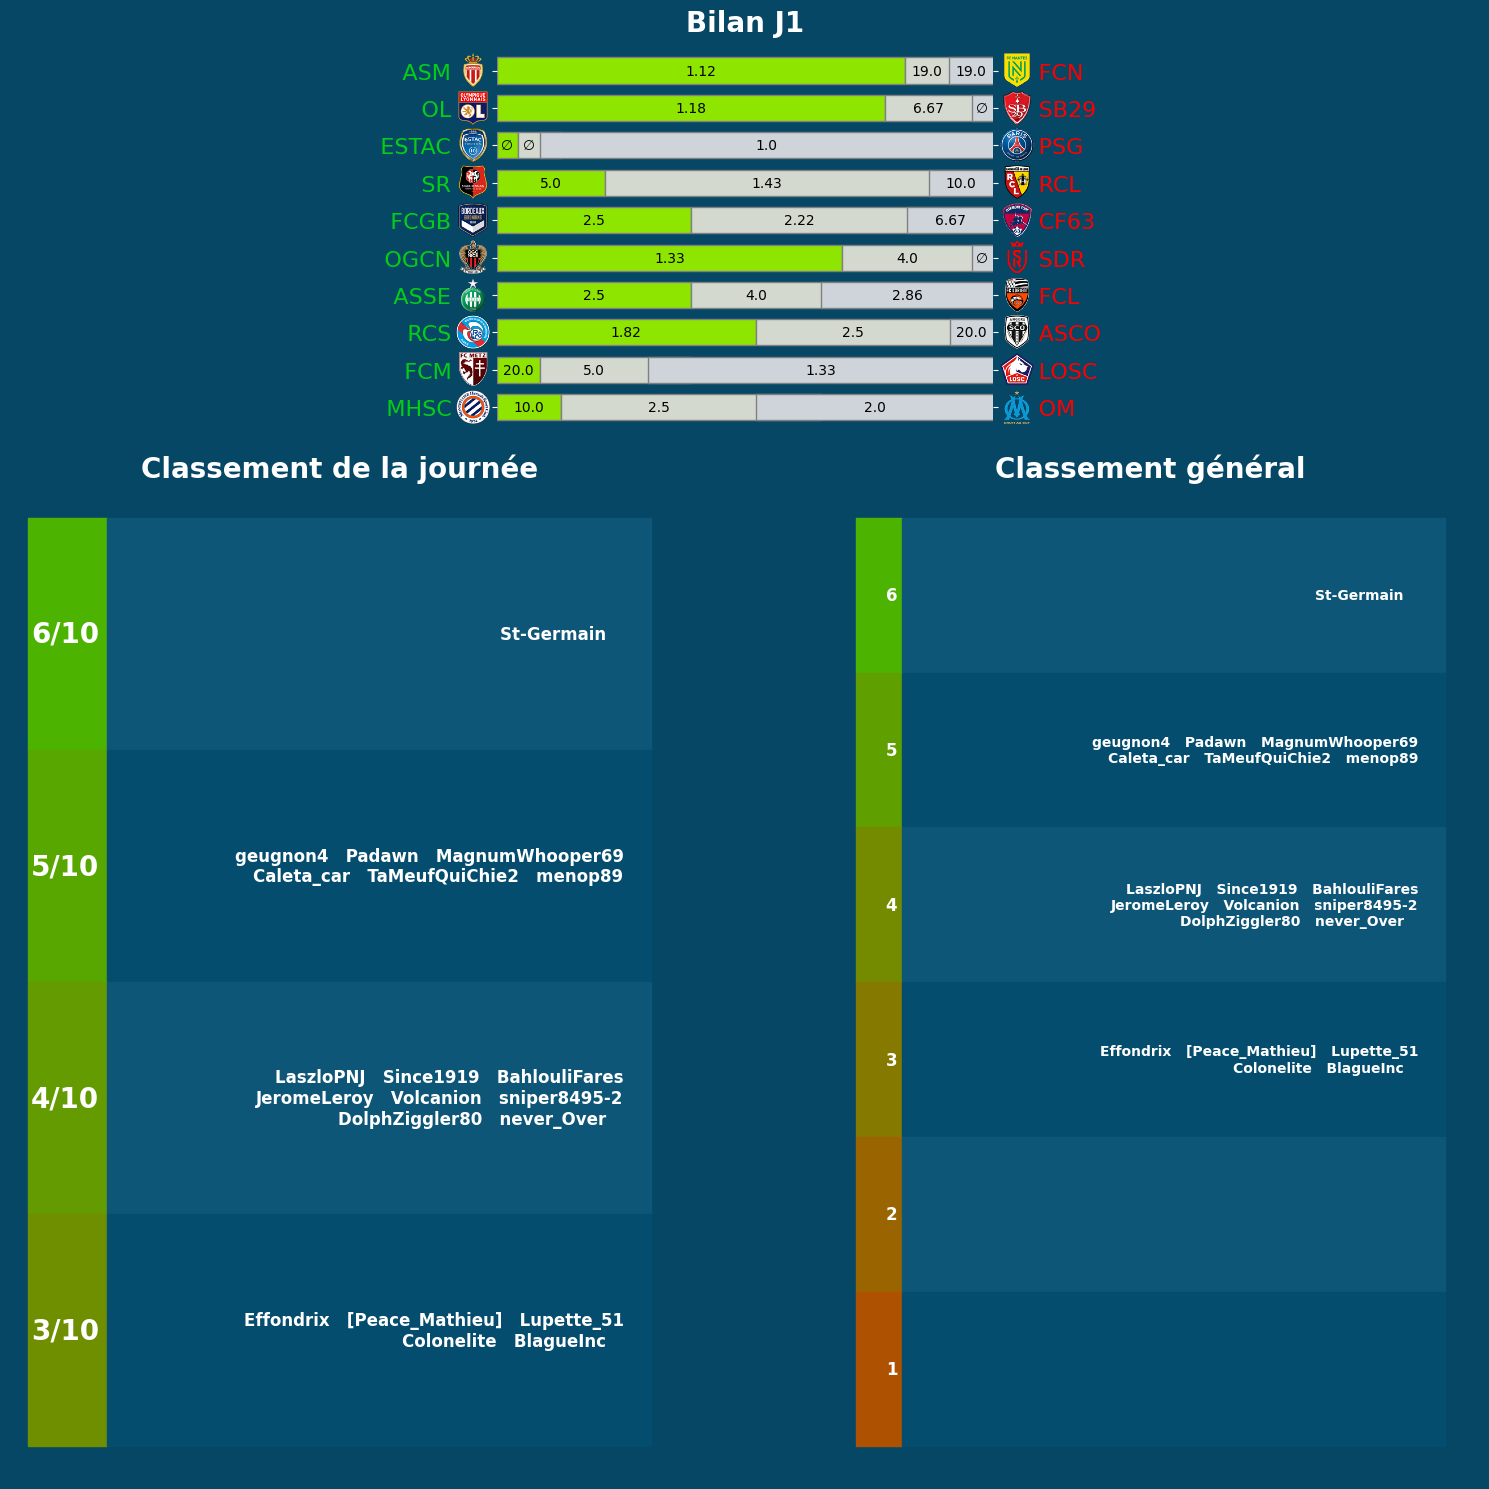 Bilan J1
ASM 1.12 19.0 19.0 FCN
OL 1.18 6.67 ∅ SB29
ESTAC ∅ ∅ 1.0 PSG
SR 5.0 1.43 10.0 RCL
FCGB 2.5 2.22 6.67 CF63
OGCN 1.33 4.0 ∅ SDR
ASSE 2.5 4.0 2.86 FCL
RCS 1.82 2.5 20.0 ASCO
FCM 20.0 5.0 1.33 LOSC
MHSC 10.0 2.5 2.0 OM
Classement de la journée
6/10 St-Germain
geugnon4 Padawn MagnumWhooper69
5/10
Caleta_car TaMeufQuiChie2 menop89
LaszloPNJ Since1919 BahlouliFares
4/10 JeromeLeroy Volcanion sniper8495-2
DolphZiggler80 never_Over
Effondrix [Peace_Mathieu] Lupette_51
3/10
Colonelite BlagueInc
Classement général
6 St-Germain
geugnon4 Padawn MagnumWhooper69
5
Caleta_car TaMeufQuiChie2 menop89
LaszloPNJ Since1919 BahlouliFares
4 JeromeLeroy Volcanion sniper8495-2
DolphZiggler80 never_Over
Effondrix [Peace_Mathieu] Lupette_51
3
Colonelite BlagueInc
2
1